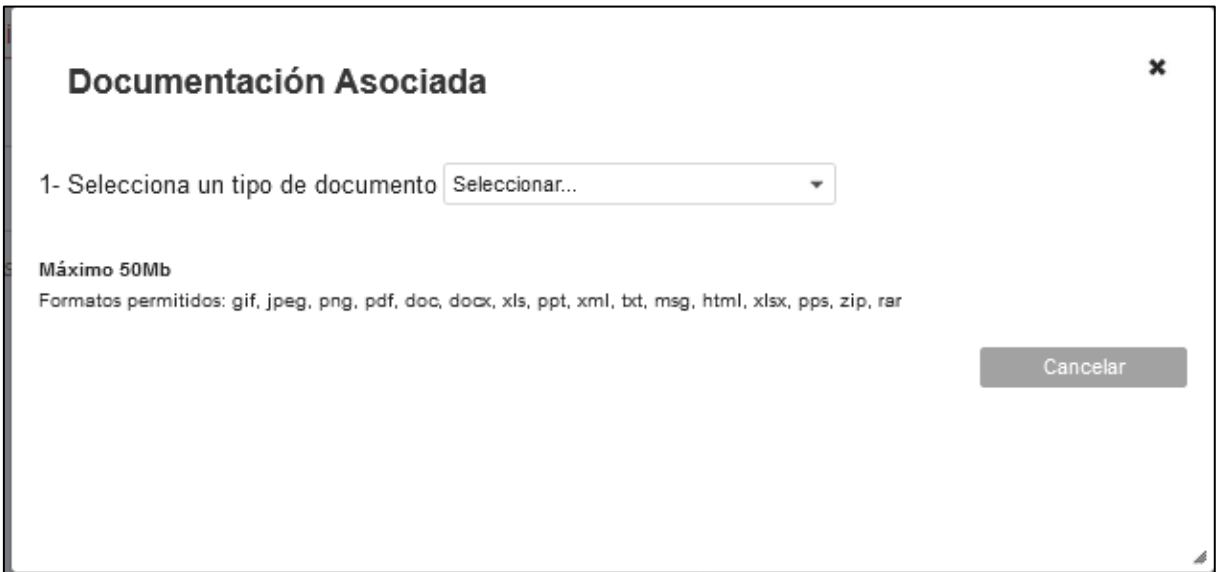 Documentación Asociada
1- Selecciona un tipo de documento Seleccionar...
Máximo 50Mb
Formatos permitidos: gif, jpeg, png, pdf, doc, docx, xls, ppt, xml, txt, msg, html, xlsx, pps, zip, rar
Cancelar